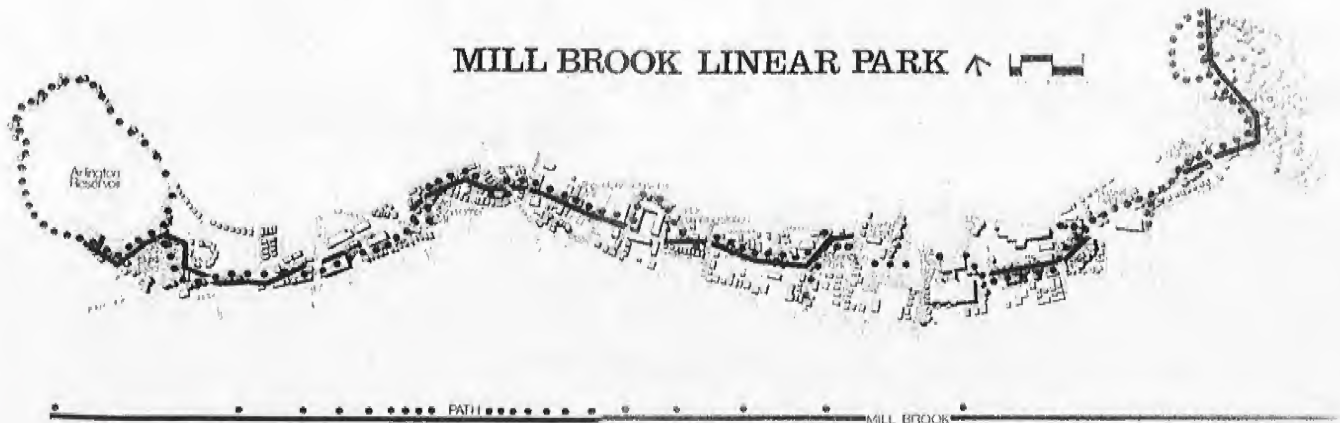 MILL BROOK LINEAR PARK
Arlington
Reservoir
PATH
MILL BROOK